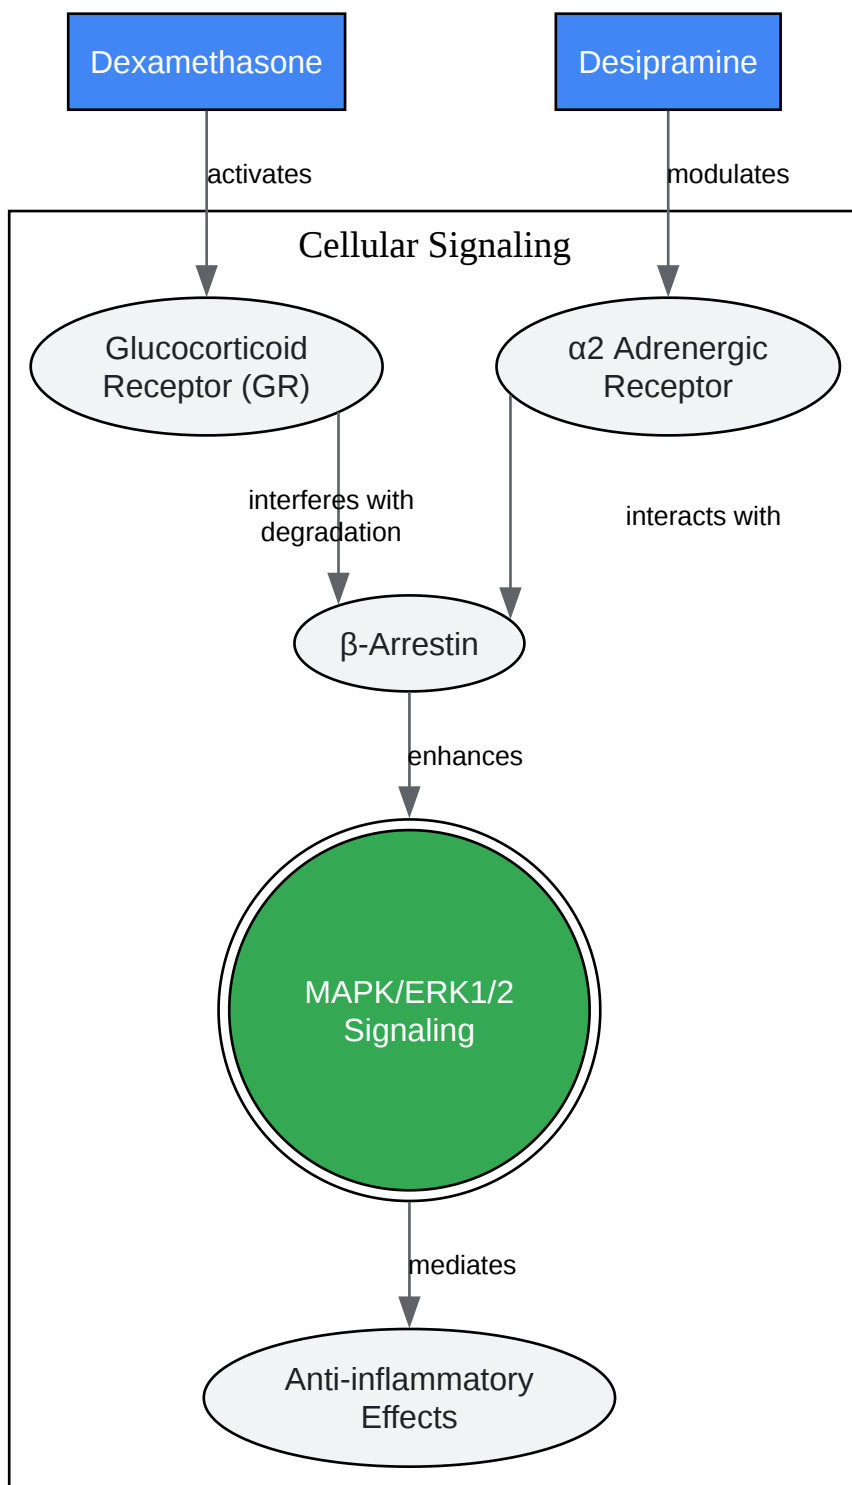 Dexamethasone
Desipramine
activates
modulates
Cellular Signaling
Glucocorticoid
Receptor (GR)
α2 Adrenergic
Receptor
interferes with
degradation
interacts with
β-Arrestin
enhances
MAPK/ERK1/2
Signaling
mediates
Anti-inflammatory
Effects